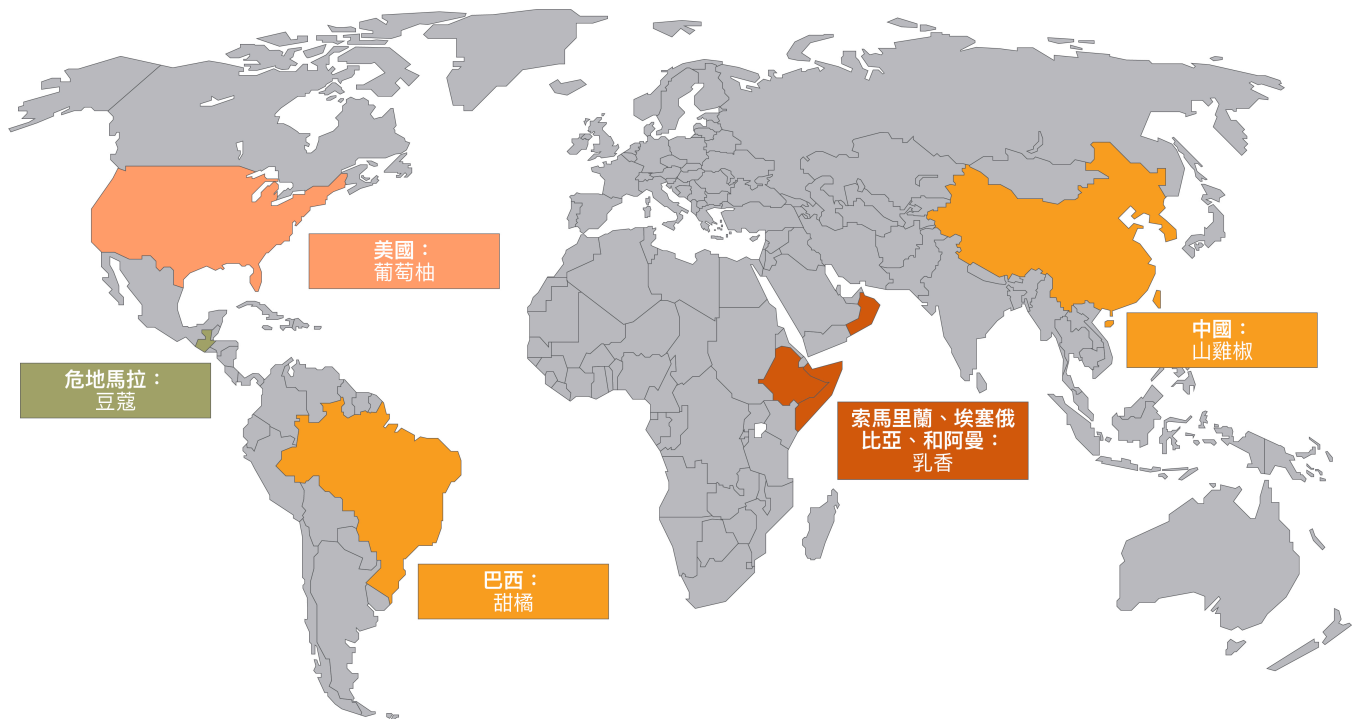 美國：
葡萄柚
中國：
山雞椒
危地馬拉：
豆蔻
索馬里蘭、埃塞俄
比亞、和阿曼：
乳香
巴西：
甜橘